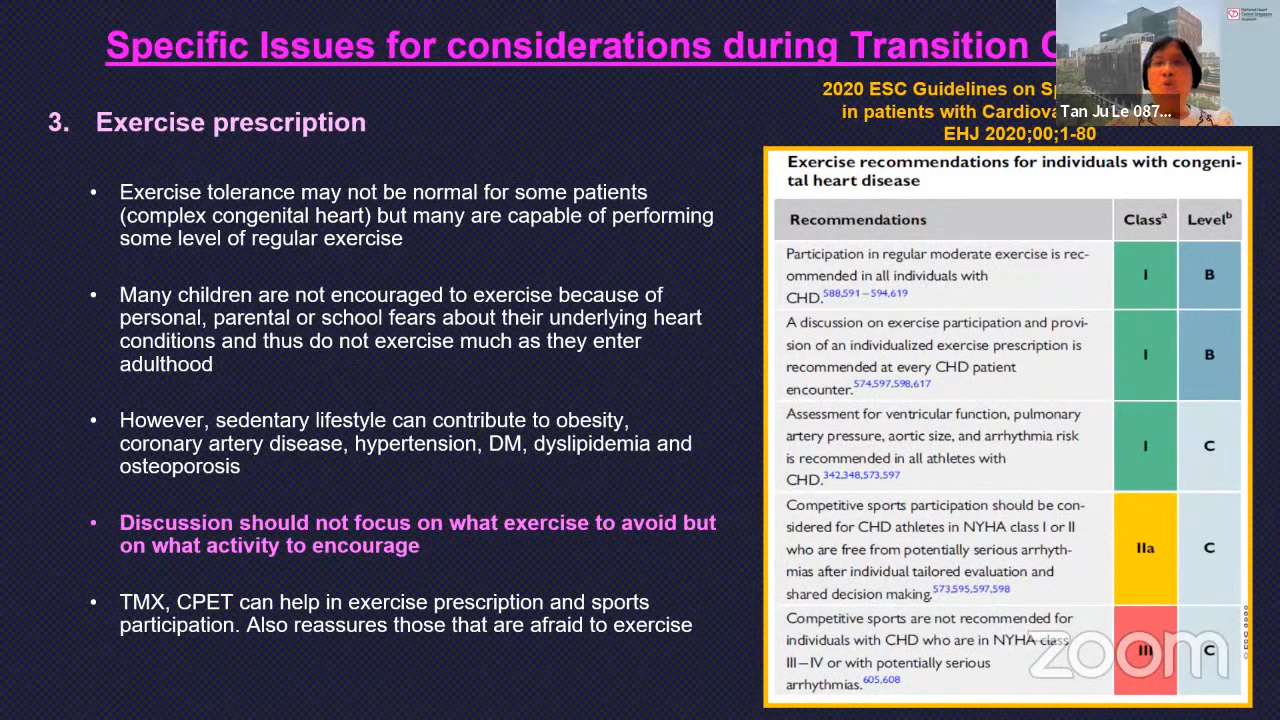 Specific Issues for considerations during Transition C
2020 ESC Guidelines on Sp
in patients with Cardiova
EHJ 2020;00;1-80
Tan Ju Le 087...
3. Exercise prescription
• Exercise tolerance may not be normal for some patients
(complex congenital heart) but many are capable of performing
some level of regular exercise
• Many children are not encouraged to exercise because of
personal, parental or school fears about their underlying heart
conditions and thus do not exercise much as they enter
adulthood
• However, sedentary lifestyle can contribute to obesity,
coronary artery disease, hypertension, DM, dyslipidemia and
osteoporosis
• Discussion should not focus on what exercise to avoid but
on what activity to encourage
• TMX, CPET can help in exercise prescription and sports
participation. Also reassures those that are afraid to exercise
Exercise recommendations for individuals with congeni-
tal heart disease
Recommendations Classᵃ Levelᵇ
Participation in regular moderate exercise is rec-
ommended in all individuals with I B
CHD.588,591–594,619
A discussion on exercise participation and provi-
sion of an individualized exercise prescription is I B
recommended at every CHD patient
encounter.574,597,598,617
Assessment for ventricular function, pulmonary
artery pressure, aortic size, and arrhythmia risk I C
is recommended in all athletes with
CHD.342,348,573,597
Competitive sports participation should be con-
sidered for CHD athletes in NYHA class I or II
who are free from potentially serious arrhyth- IIa C
mias after individual tailored evaluation and
shared decision making.573,595,597,598
Competitive sports are not recommended for
individuals with CHD who are in NYHA class III C
III–IV or with potentially serious
arrhythmias.605,608
zoom